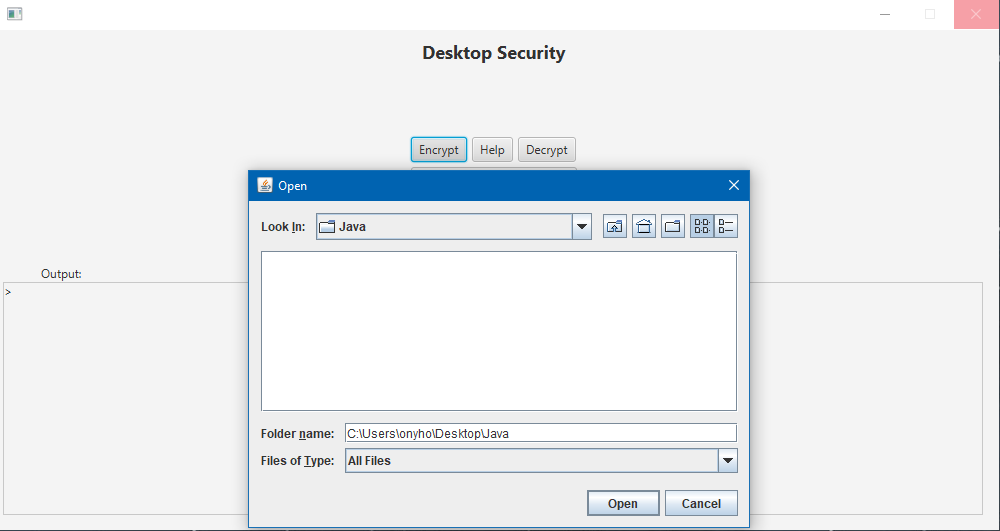 Desktop Security
Encrypt Help Decrypt
Open
Look In: Java
Output:
>
Folder name: C:\Users\onyho\Desktop\Java
Files of Type: All Files
Open Cancel